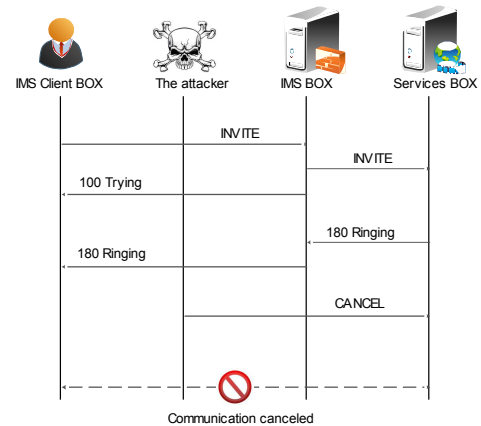 IMS Client BOX
The attacker
IMS BOX
Services BOX
INVITE
INVITE
100 Trying
180 Ringing
180 Ringing
CANCEL
Communication canceled